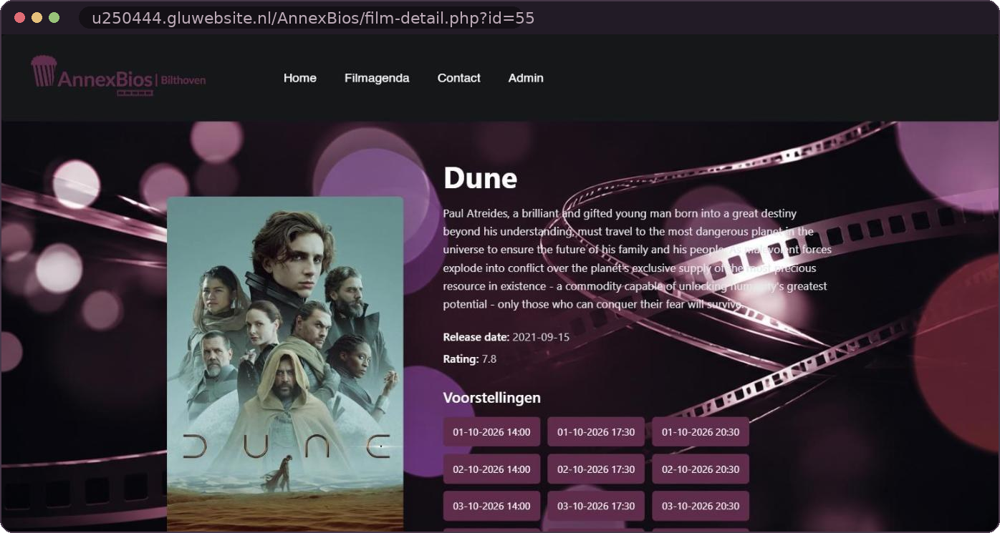 u250444.gluwebsite.nl/AnnexBios/film-detail.php?id=55
AnnexBios | Bilthoven
Home Filmagenda Contact Admin
Dune
Paul Atreides, a brilliant and gifted young man born into a great destiny
beyond his understanding, must travel to the most dangerous planet in the
universe to ensure the future of his family and his people. As malevolent forces
explode into conflict over the planet's exclusive supply of the most precious
resource in existence - a commodity capable of unlocking humanity's greatest
potential - only those who can conquer their fear will survive.
Release date: 2021-09-15
Rating: 7.8
Voorstellingen
01-10-2026 14:00 01-10-2026 17:30 01-10-2026 20:30
02-10-2026 14:00 02-10-2026 17:30 02-10-2026 20:30
03-10-2026 14:00 03-10-2026 17:30 03-10-2026 20:30
DUNE